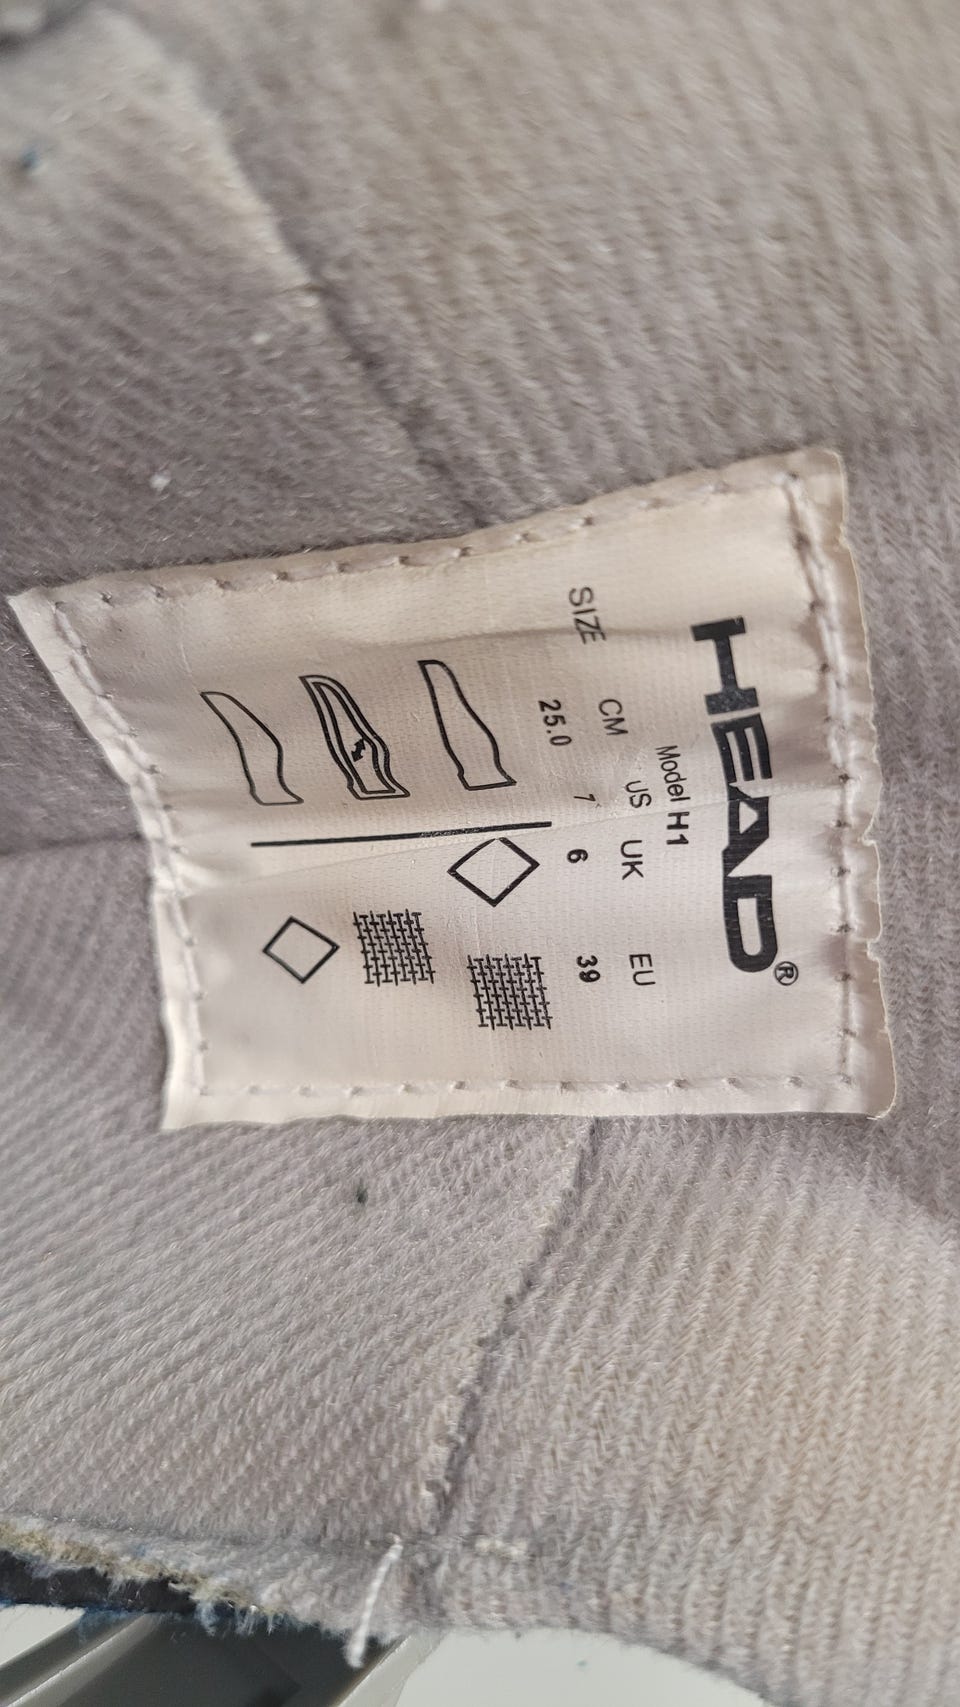 HEAD®
Model H1
SIZE CM US UK EU
25.0 7 6 39